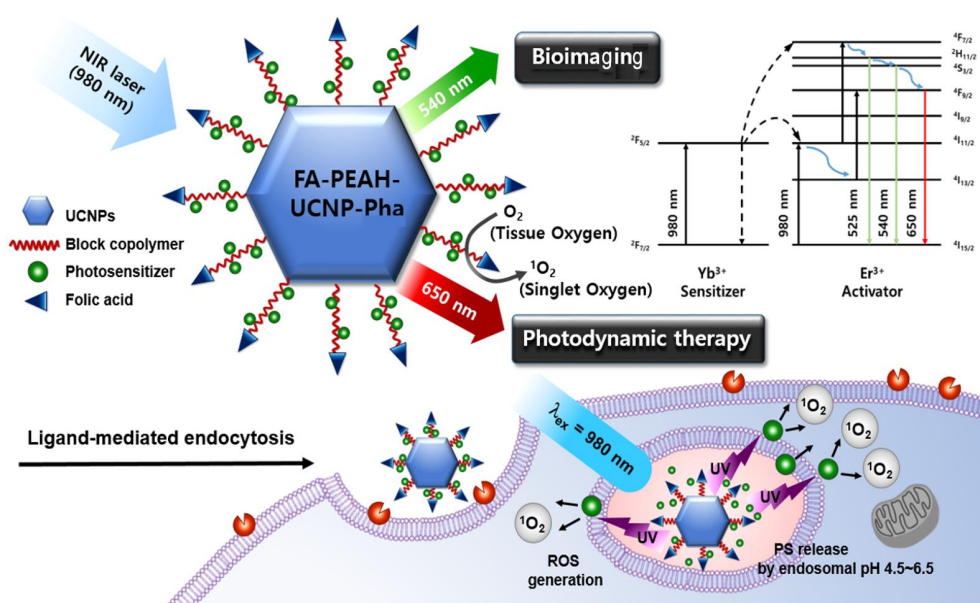 NIR laser
(980 nm)
540 nm
Bioimaging
FA-PEAH-
UCNP-Pha
O₂
(Tissue Oxygen)
¹O₂
(Singlet Oxygen)
650 nm
Photodynamic therapy
UCNPs
Block copolymer
Photosensitizer
Folic acid
⁴F₇/₂
²H₁₁/₂
⁴S₃/₂
⁴F₉/₂
⁴I₉/₂
⁴I₁₁/₂
⁴I₁₃/₂
⁴I₁₅/₂
²F₅/₂
²F₇/₂
980 nm
980 nm
525 nm
540 nm
650 nm
Yb³⁺
Sensitizer
Er³⁺
Activator
Ligand-mediated endocytosis
λex = 980 nm
UV
UV
UV
¹O₂
¹O₂
¹O₂
¹O₂
ROS
generation
PS release
by endosomal pH 4.5~6.5